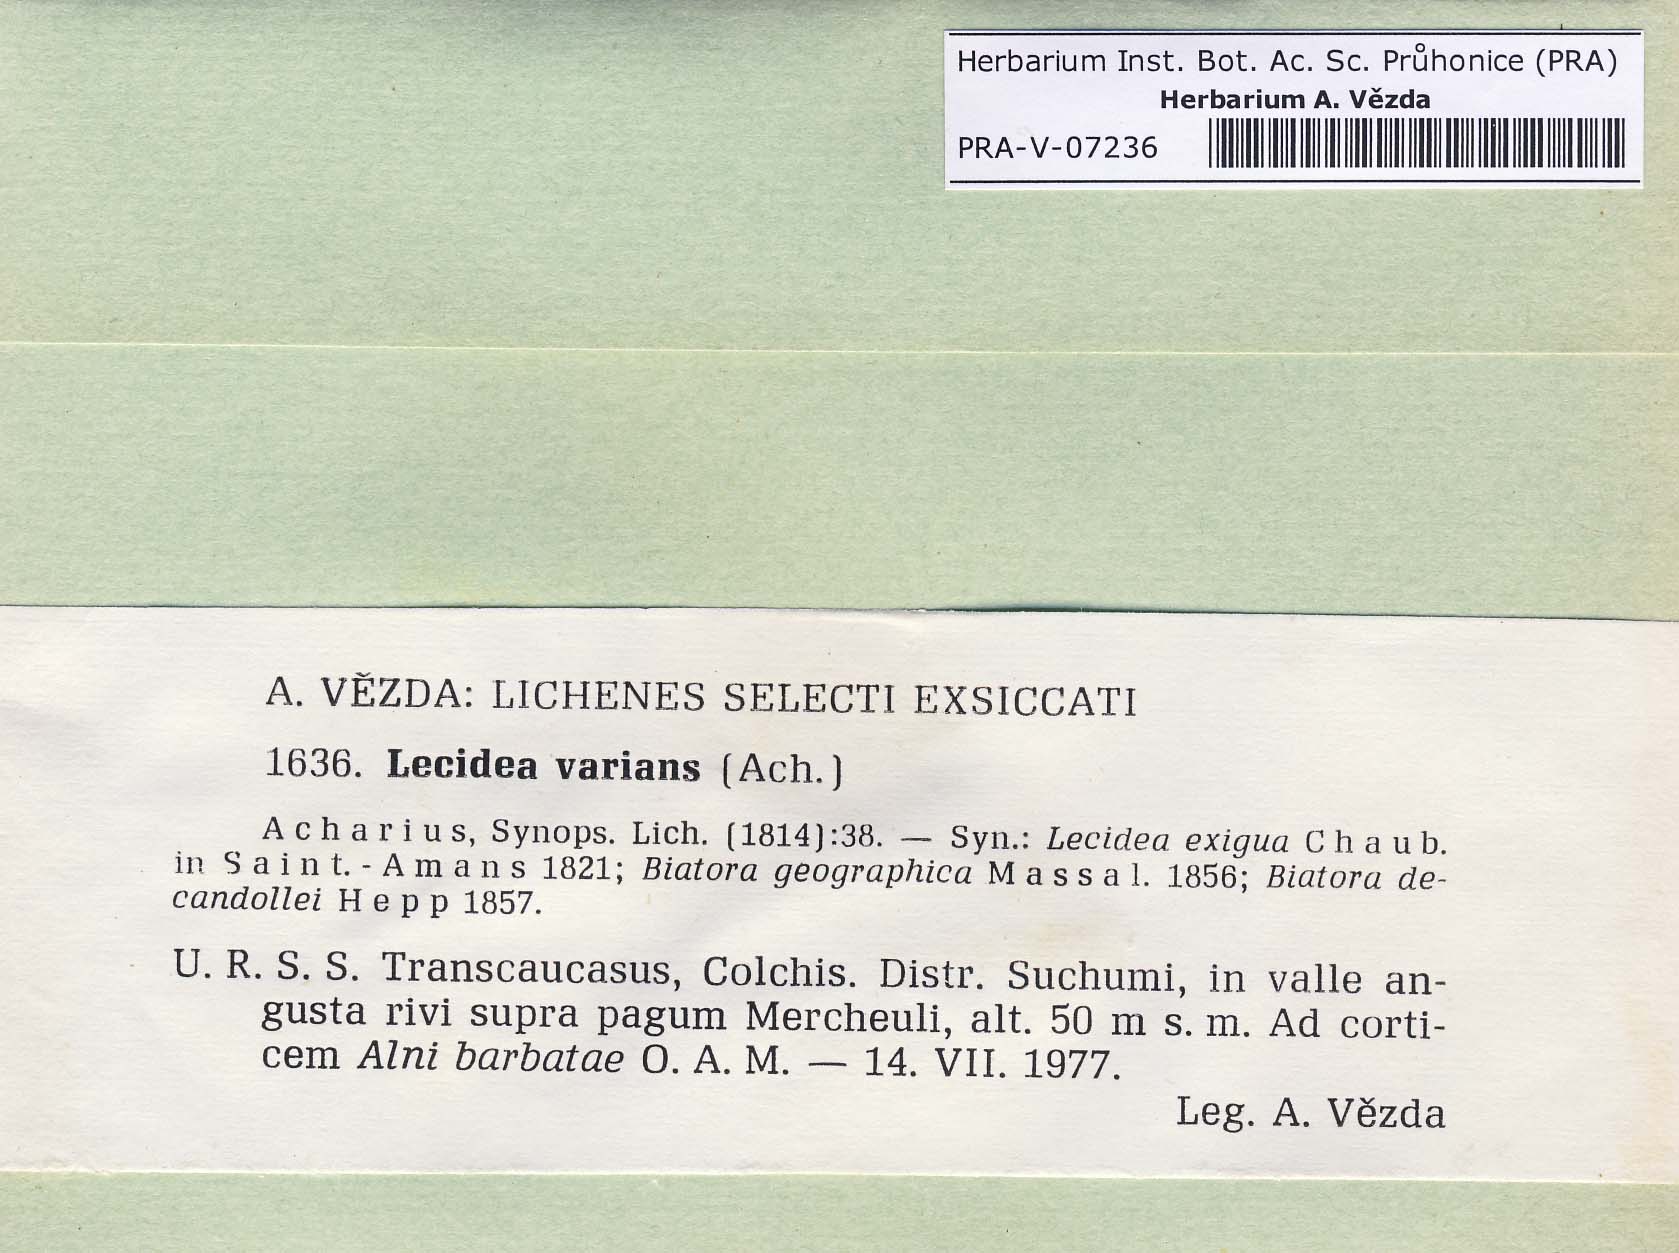 Herbarium Inst. Bot. Ac. Sc. Průhonice (PRA)
Herbarium A. Vězda
PRA-V-07236
A. VĚZDA: LICHENES SELECTI EXSICCATI
1636. Lecidea varians (Ach.)
Acharius, Synops. Lich. (1814):38. — Syn.: Lecidea exigua Chaub.
in Saint.-Amans 1821; Biatora geographica Massal. 1856; Biatora de-
candollei Hepp 1857.
U. R. S. S. Transcaucasus, Colchis. Distr. Suchumi, in valle an-
gusta rivi supra pagum Mercheuli, alt. 50 m s. m. Ad corti-
cem Alni barbatae O. A. M. — 14. VII. 1977.
Leg. A. Vězda